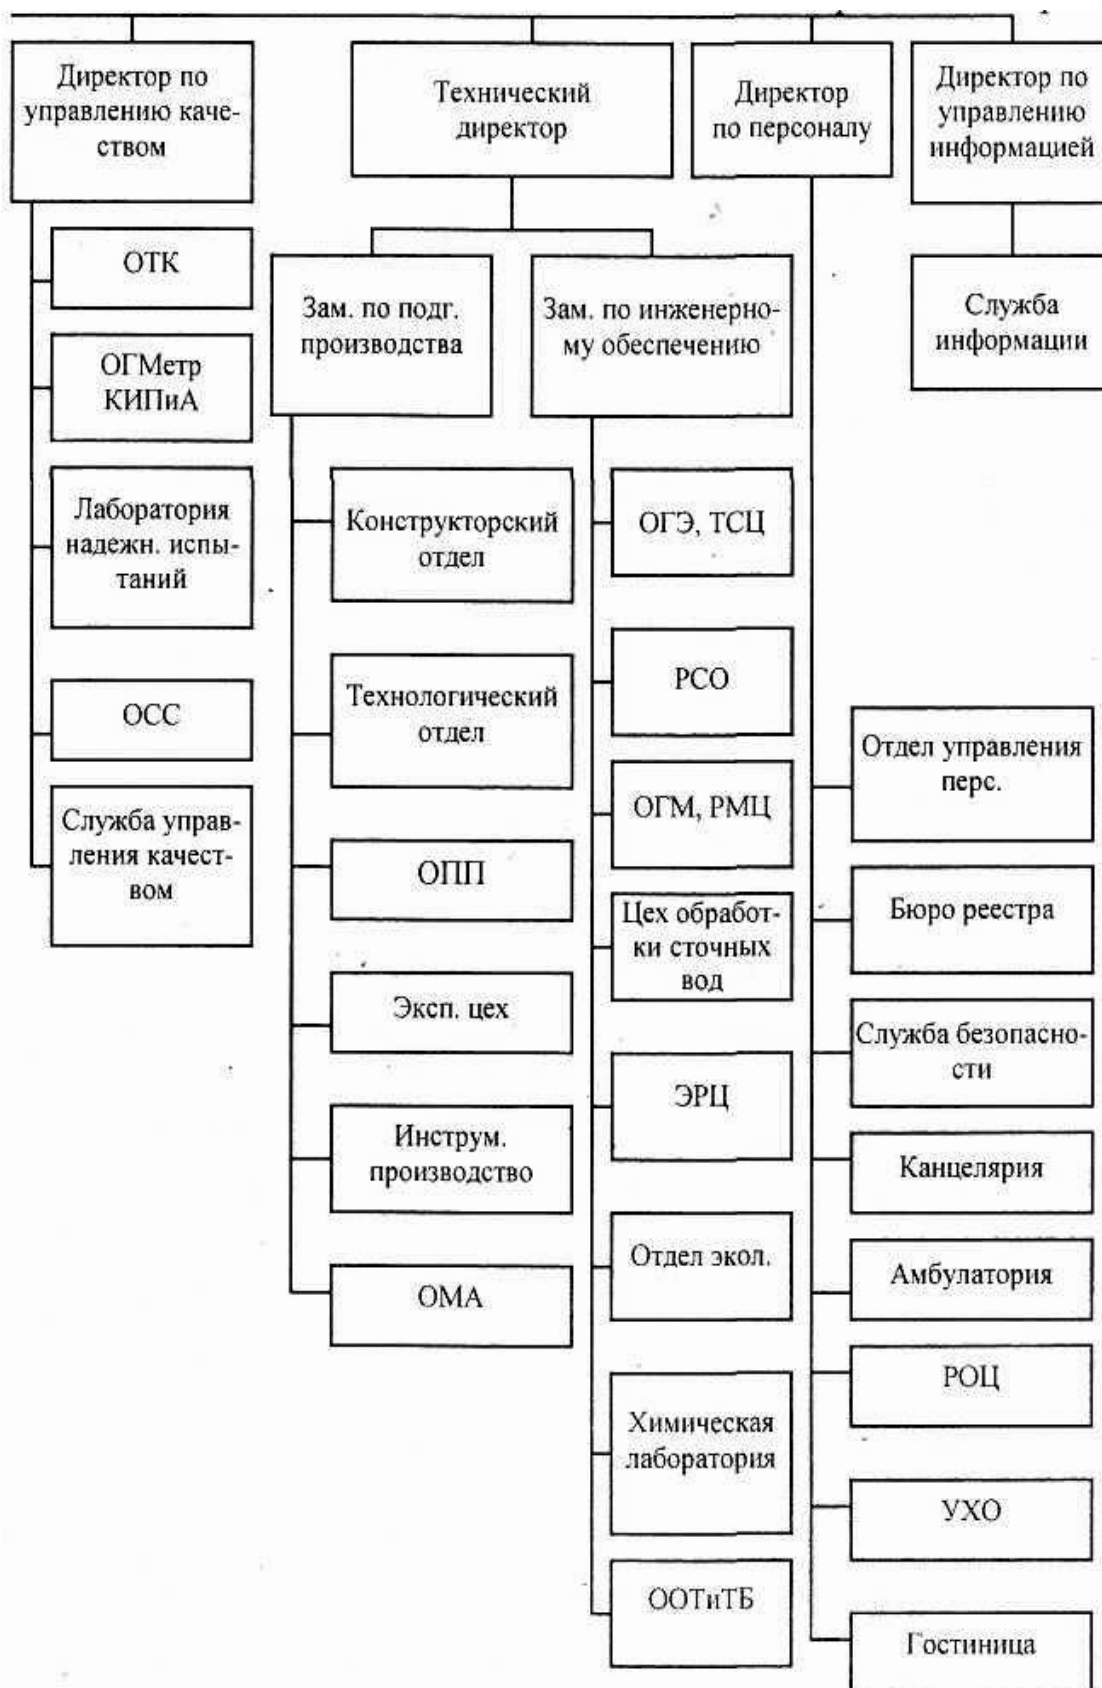 Директор по
управлению каче-
ством
Технический
директор
Директор
по персоналу
Директор по
управлению
информацией
ОТК
ОГМетр
КИПиА
Лаборатория
надежн. испы-
таний
ОСС
Служба управ-
ления качест-
вом
Зам. по подг.
производства
Зам. по инженерно-
му обеспечению
Служба
информации
Конструкторский
отдел
Технологический
отдел
ОПП
Эксп. цех
Инструм.
производство
ОМА
ОГЭ, ТСЦ
РСО
ОГМ, РМЦ
Цех обработ-
ки сточных
вод
ЭРЦ
Отдел экол.
Химическая
лаборатория
ООТиТБ
Отдел управления
перс.
Бюро реестра
Служба безопасно-
сти
Канцелярия
Амбулатория
РОЦ
УХО
Гостиница